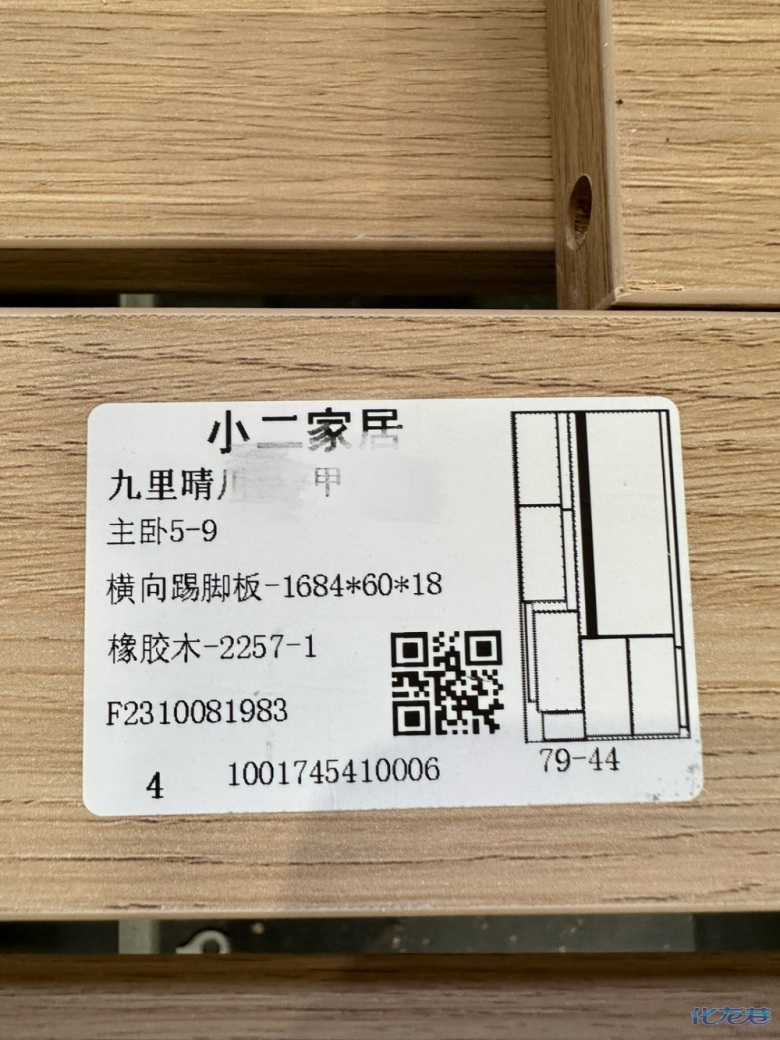 小二家居
九里晴
甲
主卧5-9
横向踢脚板-1684*60*18
橡胶木-2257-1
F2310081983
4 1001745410006
79-44
化龙巷